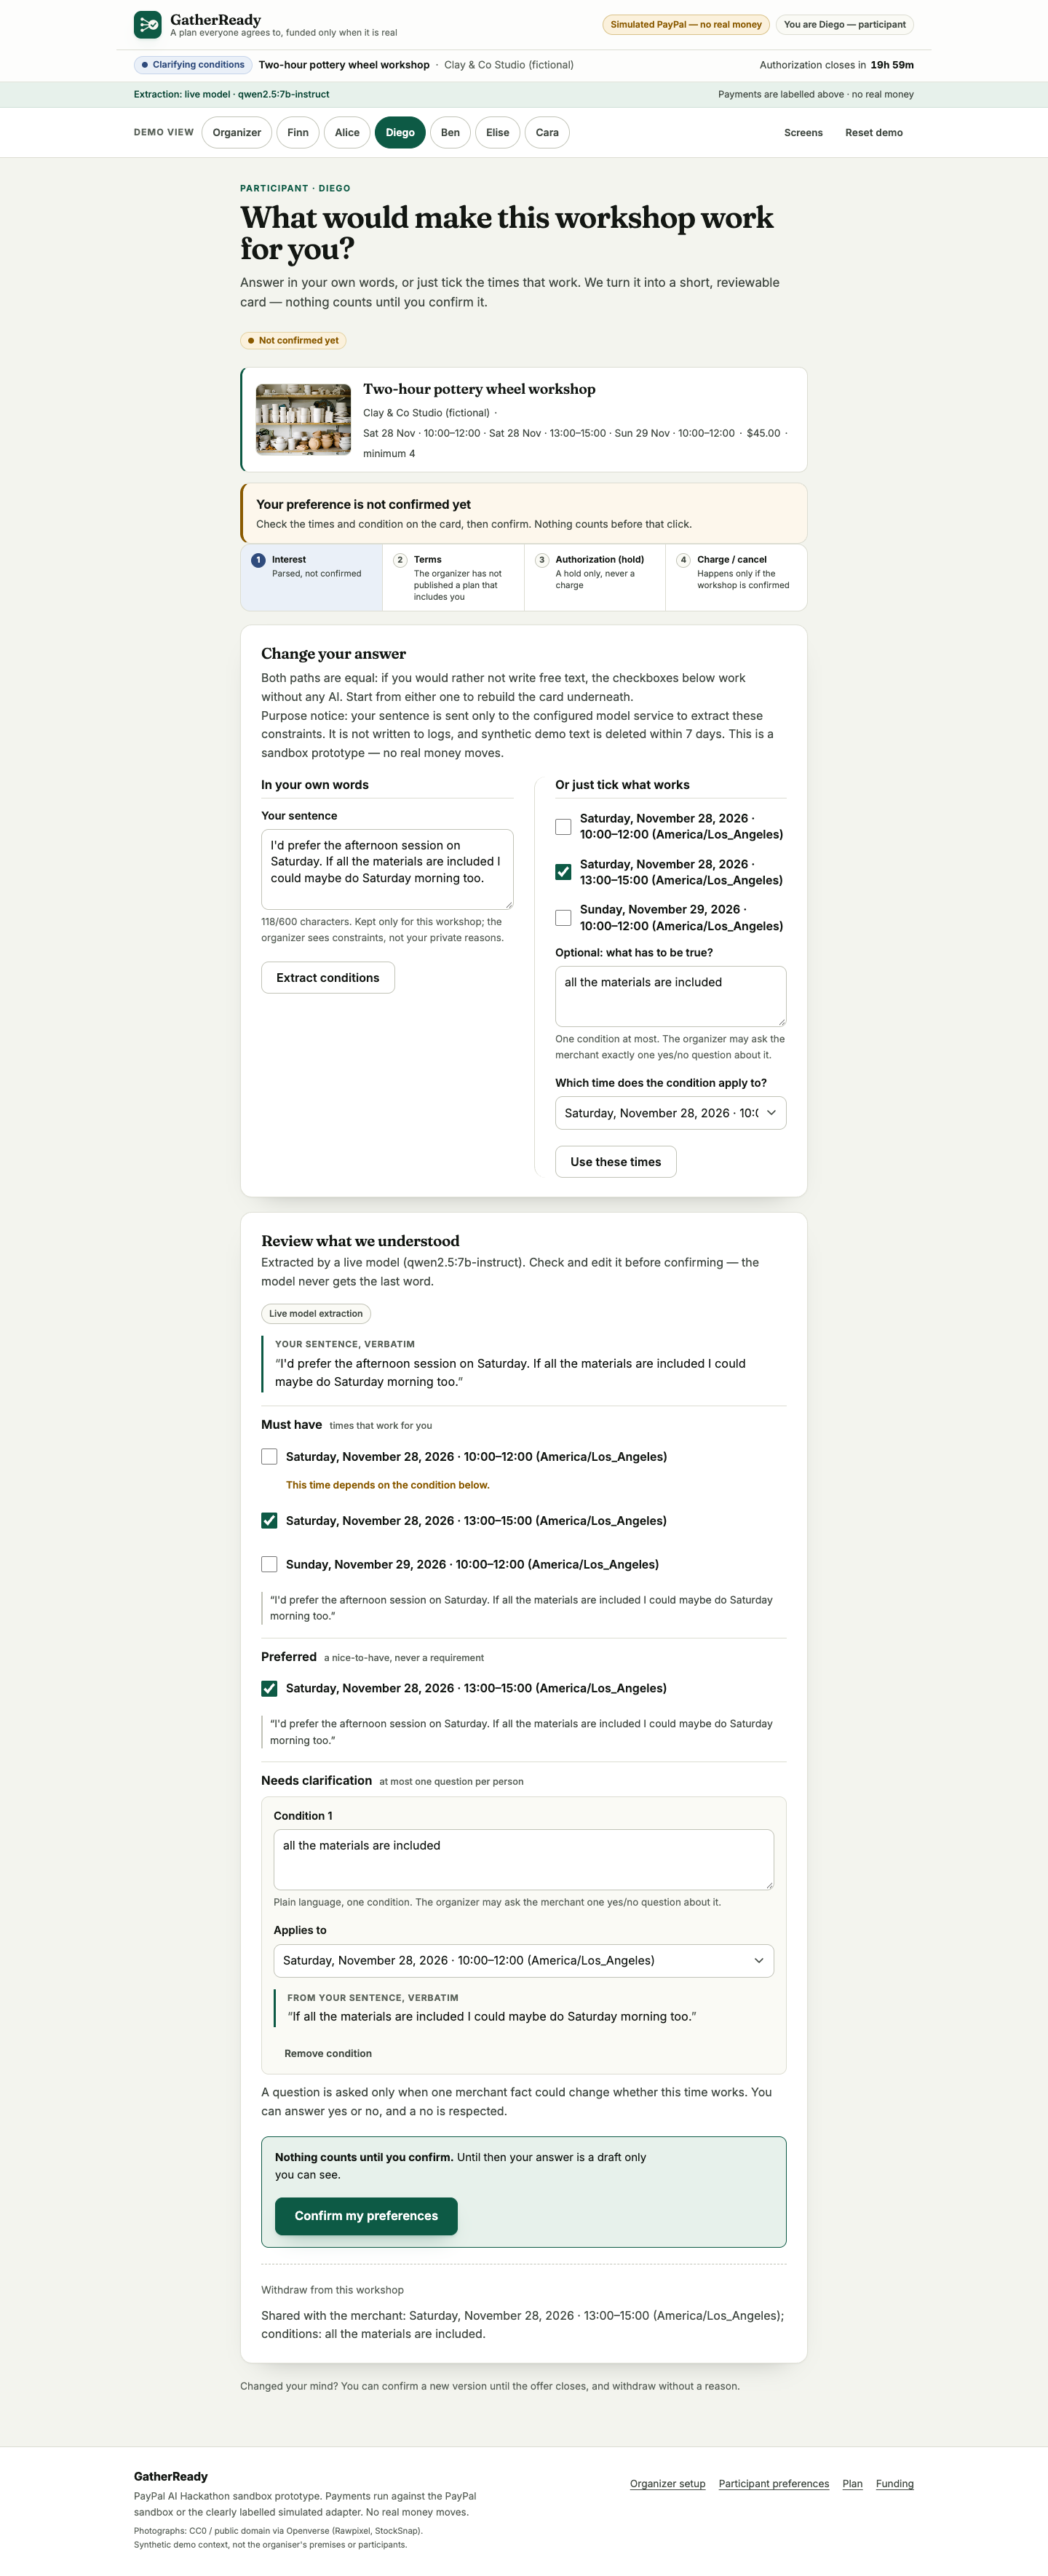 GatherReady
A plan everyone agrees to, funded only when it is real
Simulated PayPal — no real money
You are Diego — participant
Clarifying conditions
Two-hour pottery wheel workshop · Clay & Co Studio (fictional)
Authorization closes in 19h 59m
Extraction: live model · qwen2.5:7b-instruct
Payments are labelled above · no real money
DEMO VIEW
Organizer
Finn
Alice
Diego
Ben
Elise
Cara
Screens
Reset demo
PARTICIPANT · DIEGO
What would make this workshop work
for you?
Answer in your own words, or just tick the times that work. We turn it into a short, reviewable
card — nothing counts until you confirm it.
Not confirmed yet
Two-hour pottery wheel workshop
Clay & Co Studio (fictional) ·
Sat 28 Nov · 10:00–12:00 · Sat 28 Nov · 13:00–15:00 · Sun 29 Nov · 10:00–12:00 · $45.00 ·
minimum 4
Your preference is not confirmed yet
Check the times and condition on the card, then confirm. Nothing counts before that click.
1 Interest
Parsed, not confirmed
2 Terms
The organizer has not
published a plan that
includes you
3 Authorization (hold)
A hold only, never a
charge
4 Charge / cancel
Happens only if the
workshop is confirmed
Change your answer
Both paths are equal: if you would rather not write free text, the checkboxes below work
without any AI. Start from either one to rebuild the card underneath.
Purpose notice: your sentence is sent only to the configured model service to extract these
constraints. It is not written to logs, and synthetic demo text is deleted within 7 days. This is a
sandbox prototype — no real money moves.
In your own words
Your sentence
I'd prefer the afternoon session on
Saturday. If all the materials are included I
could maybe do Saturday morning too.
118/600 characters. Kept only for this workshop; the
organizer sees constraints, not your private reasons.
Extract conditions
Or just tick what works
Saturday, November 28, 2026 ·
10:00–12:00 (America/Los_Angeles)
Saturday, November 28, 2026 ·
13:00–15:00 (America/Los_Angeles)
Sunday, November 29, 2026 ·
10:00–12:00 (America/Los_Angeles)
Optional: what has to be true?
all the materials are included
One condition at most. The organizer may ask the
merchant exactly one yes/no question about it.
Which time does the condition apply to?
Saturday, November 28, 2026 · 10:0
Use these times
Review what we understood
Extracted by a live model (qwen2.5:7b-instruct). Check and edit it before confirming — the
model never gets the last word.
Live model extraction
YOUR SENTENCE, VERBATIM
“I'd prefer the afternoon session on Saturday. If all the materials are included I could
maybe do Saturday morning too.”
Must have times that work for you
Saturday, November 28, 2026 · 10:00–12:00 (America/Los_Angeles)
This time depends on the condition below.
Saturday, November 28, 2026 · 13:00–15:00 (America/Los_Angeles)
Sunday, November 29, 2026 · 10:00–12:00 (America/Los_Angeles)
“I'd prefer the afternoon session on Saturday. If all the materials are included I could maybe do Saturday
morning too.”
Preferred a nice-to-have, never a requirement
Saturday, November 28, 2026 · 13:00–15:00 (America/Los_Angeles)
“I'd prefer the afternoon session on Saturday. If all the materials are included I could maybe do Saturday
morning too.”
Needs clarification at most one question per person
Condition 1
all the materials are included
Plain language, one condition. The organizer may ask the merchant one yes/no question about it.
Applies to
Saturday, November 28, 2026 · 10:00–12:00 (America/Los_Angeles)
FROM YOUR SENTENCE, VERBATIM
“If all the materials are included I could maybe do Saturday morning too.”
Remove condition
A question is asked only when one merchant fact could change whether this time works. You
can answer yes or no, and a no is respected.
Nothing counts until you confirm. Until then your answer is a draft only
you can see.
Confirm my preferences
Withdraw from this workshop
Shared with the merchant: Saturday, November 28, 2026 · 13:00–15:00 (America/Los_Angeles);
conditions: all the materials are included.
Changed your mind? You can confirm a new version until the offer closes, and withdraw without a reason.
GatherReady
PayPal AI Hackathon sandbox prototype. Payments run against the PayPal
sandbox or the clearly labelled simulated adapter. No real money moves.
Photographs: CC0 / public domain via Openverse (Rawpixel, StockSnap).
Synthetic demo context, not the organiser's premises or participants.
Organizer setup
Participant preferences
Plan
Funding